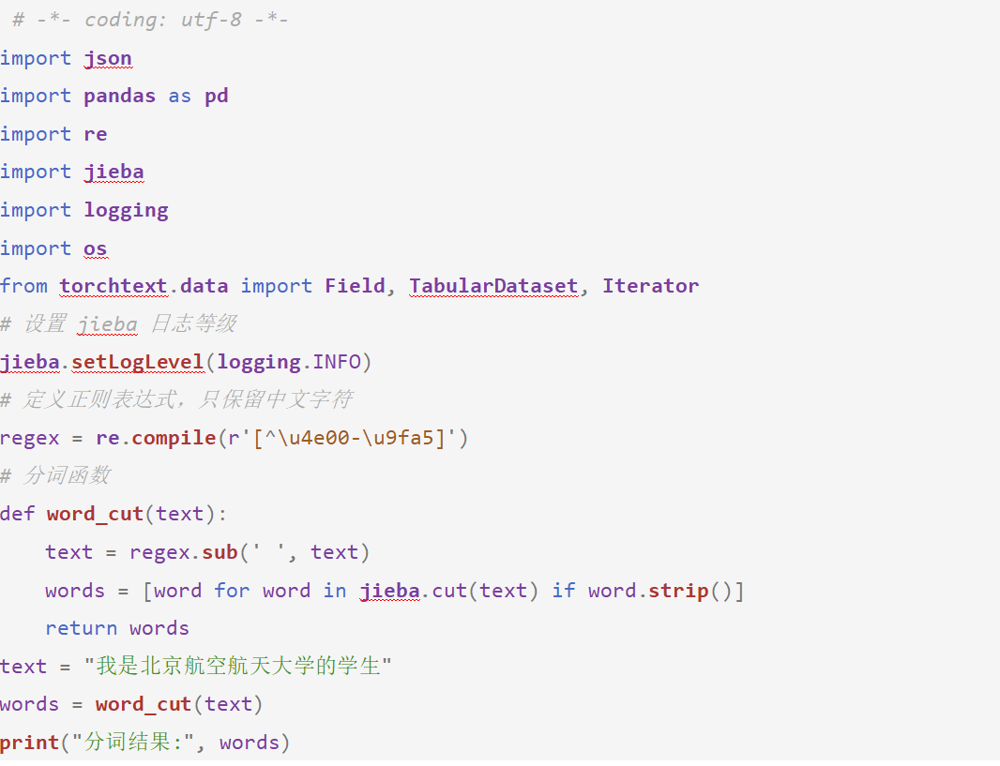 # -*- coding: utf-8 -*-
import json
import pandas as pd
import re
import jieba
import logging
import os
from torchtext.data import Field, TabularDataset, Iterator
# 设置 jieba 日志等级
jieba.setLogLevel(logging.INFO)
# 定义正则表达式，只保留中文字符
regex = re.compile(r'[^\u4e00-\u9fa5]')
# 分词函数
def word_cut(text):
    text = regex.sub(' ', text)
    words = [word for word in jieba.cut(text) if word.strip()]
    return words
text = "我是北京航空航天大学的学生"
words = word_cut(text)
print("分词结果:", words)